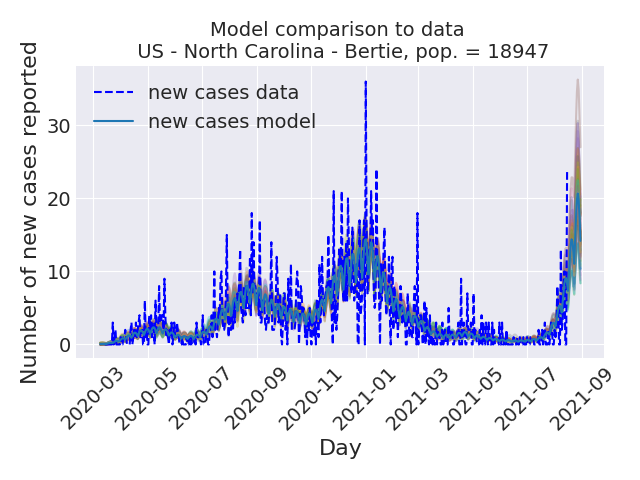 Model comparison to data
US - North Carolina - Bertie, pop. = 18947
Number of new cases reported
new cases data
new cases model
30
20
10
0
2020-03
2020-05
2020-07
2020-09
2020-11
2021-01
2021-03
2021-05
2021-07
2021-09
Day